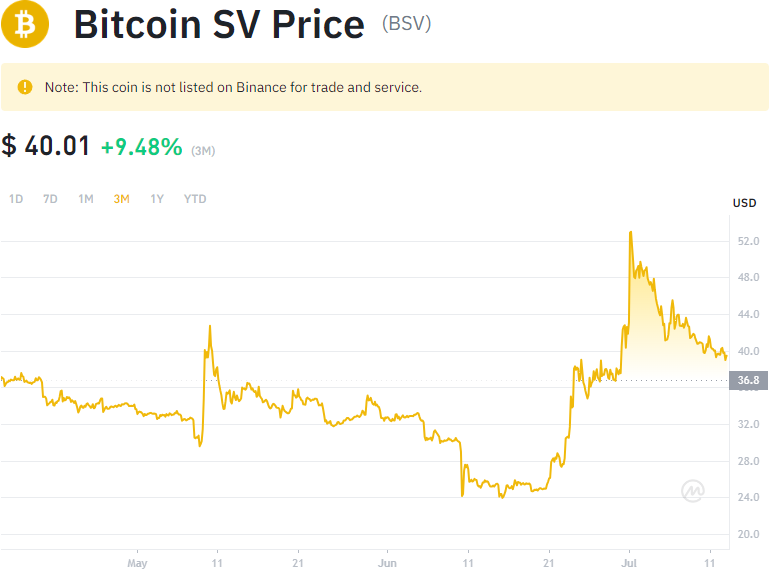 Bitcoin SV Price (BSV)
Note: This coin is not listed on Binance for trade and service.
$ 40.01 +9.48% (3M)
1D 7D 1M 3M 1Y YTD
USD
52.0
48.0
44.0
40.0
36.8
32.0
28.0
24.0
20.0
May 11 21 Jun 11 21 Jul 11